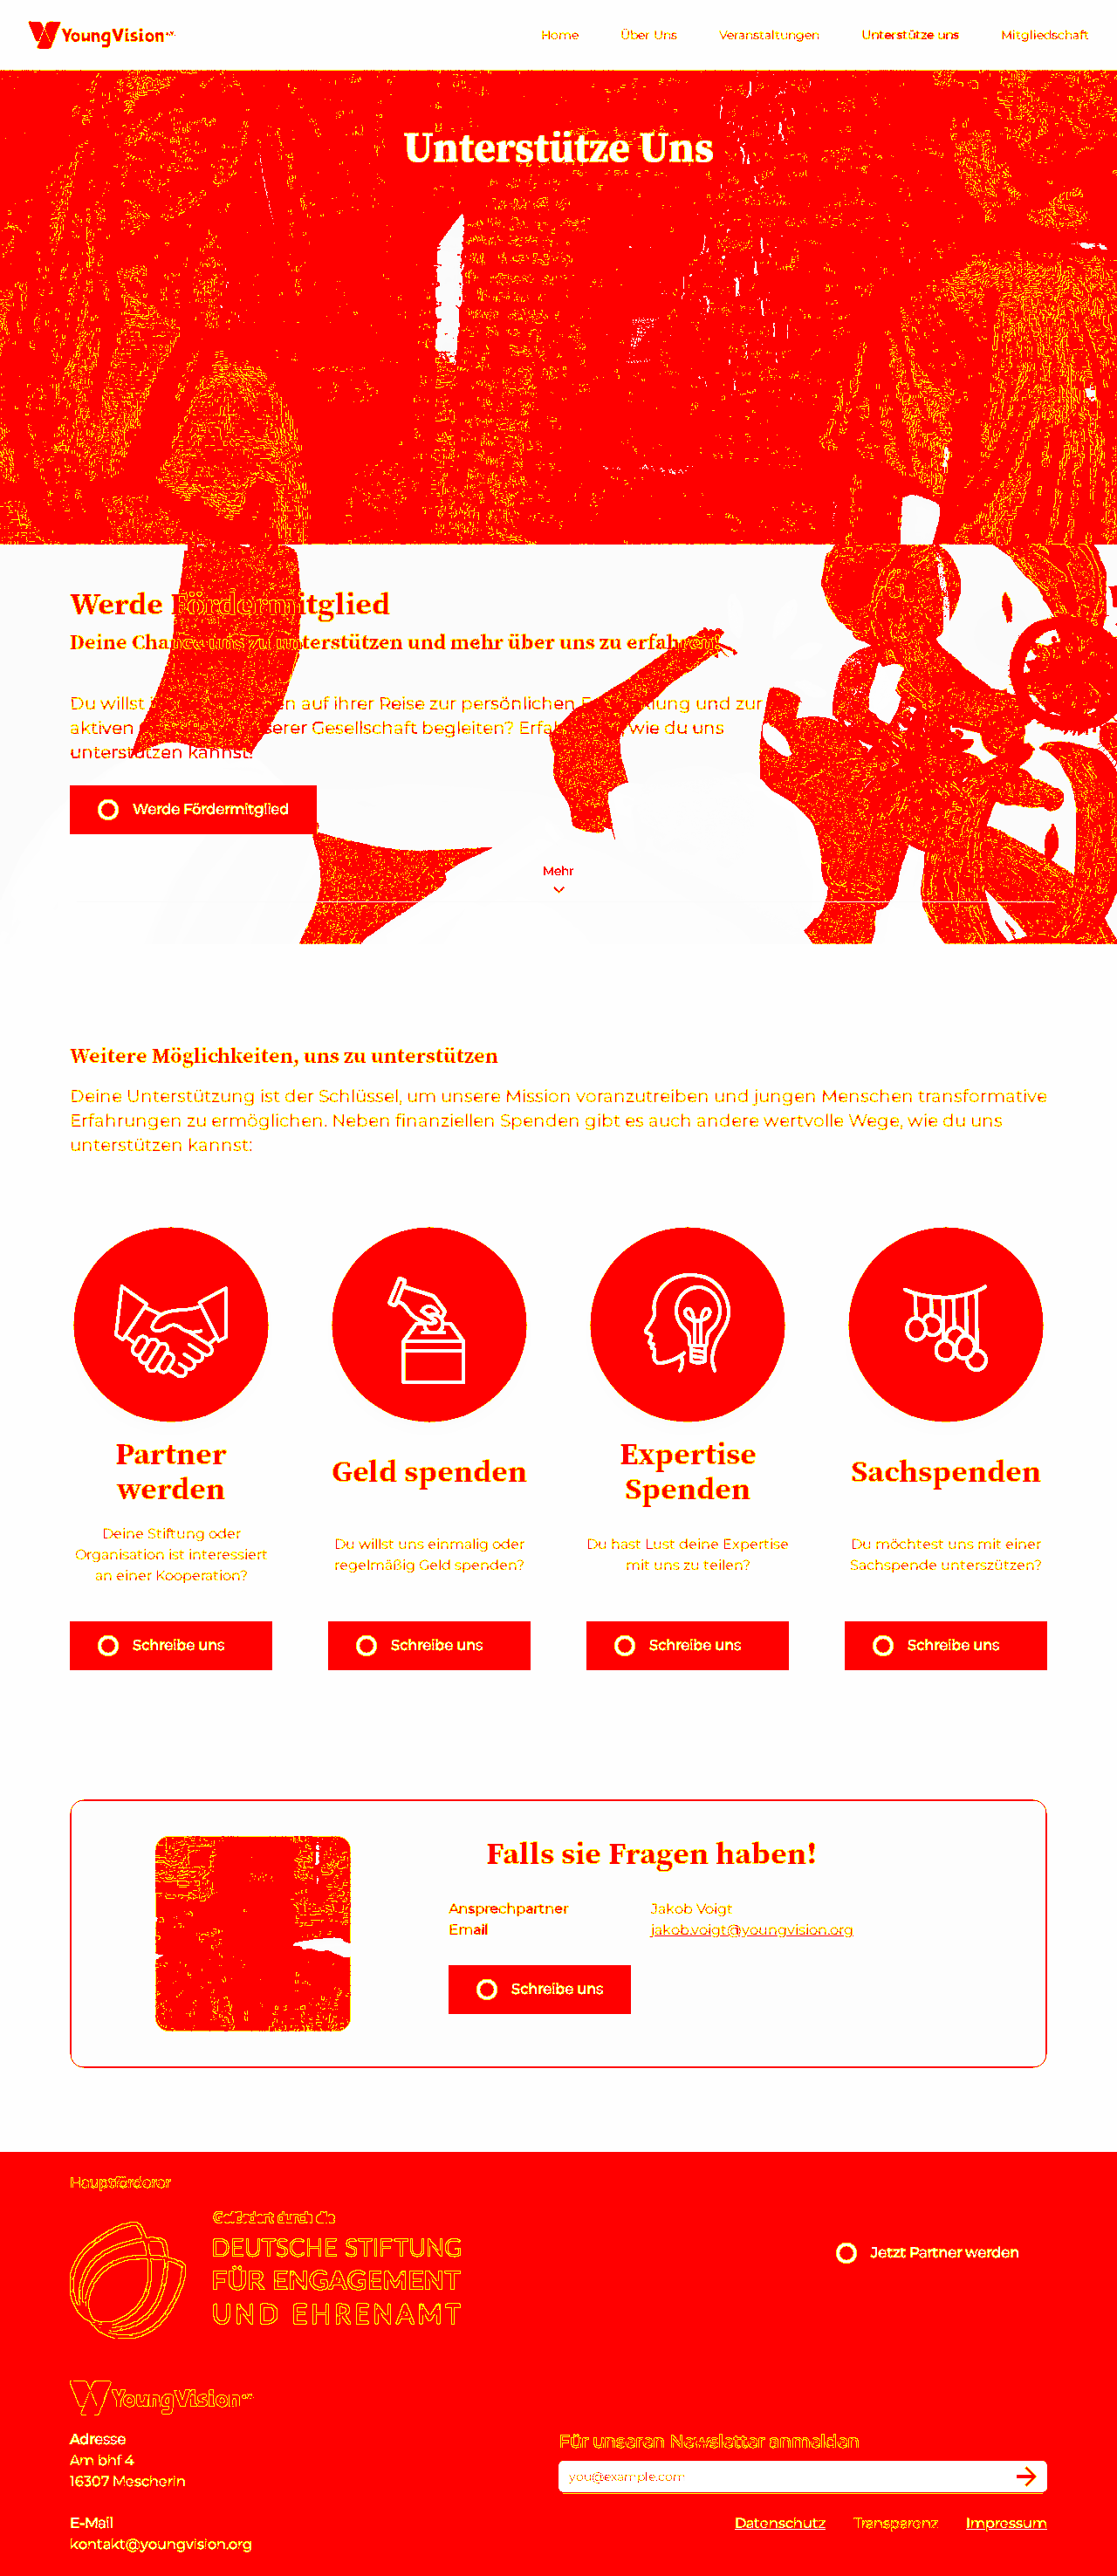 YoungVision e.V.
Home Über Uns Veranstaltungen Unterstütze uns Mitgliedschaft
Unterstütze Uns
Werde Fördermitglied
Deine Chance uns zu unterstützen und mehr über uns zu erfahren!
Du willst auf ihrer Reise zur persönlichen und zur
aktiven Gesellschaft begleiten? wie du uns
unterstützen kannst.
Werde Fördermitglied
Mehr
Weitere Möglichkeiten, uns zu unterstützen
Deine Unterstützung ist der Schlüssel, um unsere Mission voranzutreiben und jungen Menschen transformative
Erfahrungen zu ermöglichen. Neben finanziellen Spenden gibt es auch andere wertvolle Wege, wie du uns
unterstützen kannst:
Partner
werden
Deine Stiftung oder
Organisation ist interessiert
an einer Kooperation?
Schreibe uns
Geld spenden
Du willst uns einmalig oder
regelmäßig Geld spenden?
Schreibe uns
Expertise
Spenden
Du hast Lust deine Expertise
mit uns zu teilen?
Schreibe uns
Sachspenden
Du möchtest uns mit einer
Sachspende unterszützen?
Schreibe uns
Falls sie Fragen haben!
Ansprechpartner Jakob Voigt
Email jakob.voigt@youngvision.org
Schreibe uns
Hauptförderer
Gefördert durch die
DEUTSCHE STIFTUNG
FÜR ENGAGEMENT
UND EHRENAMT
Jetzt Partner werden
YoungVision e.V.
Adresse
Am bhf 4
16307 Mescherin
E-Mail
kontakt@youngvision.org
Für unseren Newsletter anmelden
you@example.com
Datenschutz Transparenz Impressum